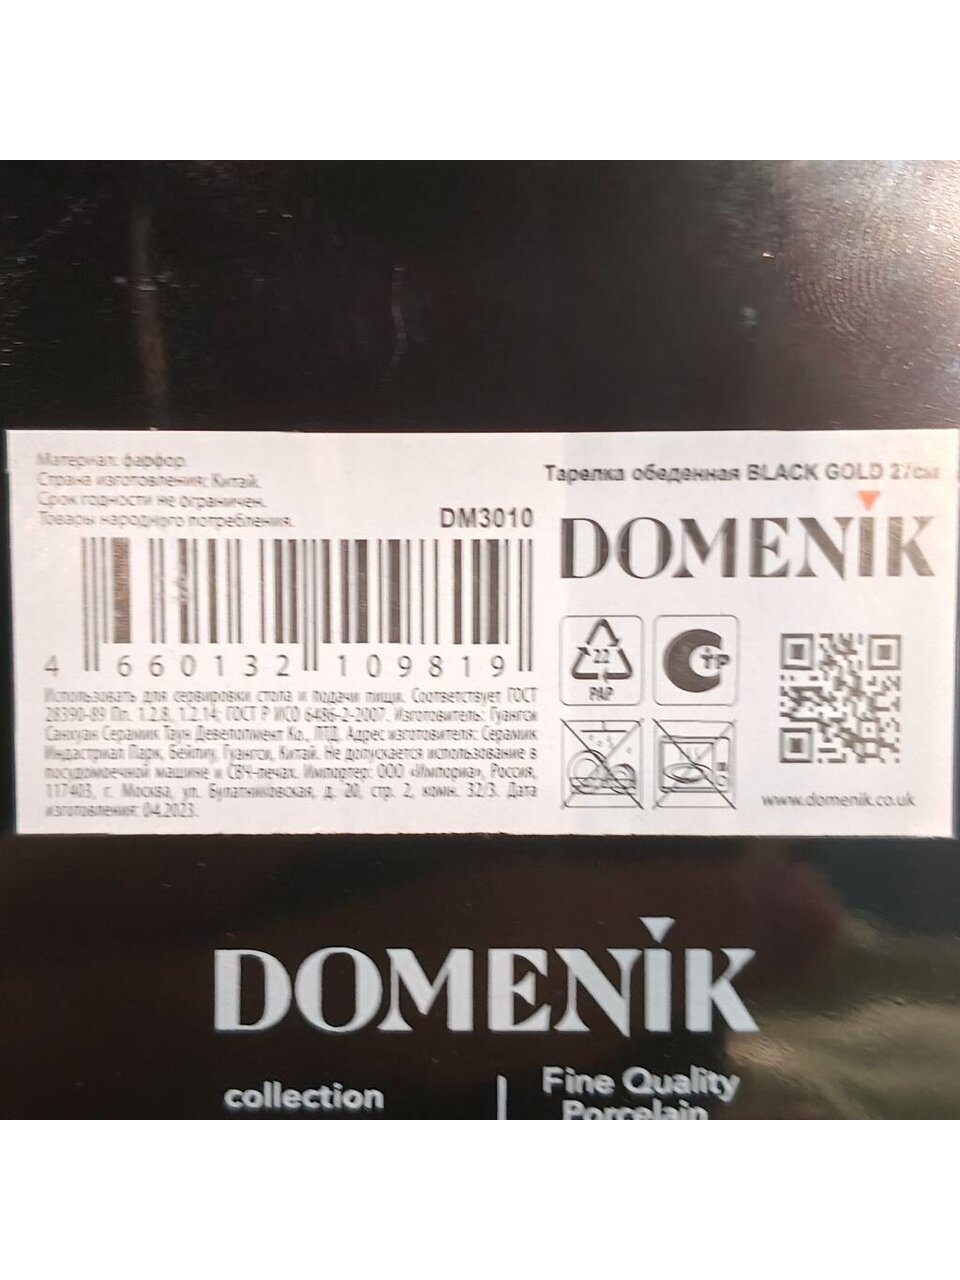 Материал: фарфор.
Страна изготовления: Китай.
Срок годности не ограничен.
Товары народного потребления.
DM3010
4 660132 109819
Использовать для сервировки стола и подачи пищи. Соответствует ГОСТ
28390-89 Пп. 1.2.8, 1.2.14; ГОСТ Р ИСО 6486-2-2007. Изготовитель: Гуангси
Санхуан Серамик Таун Девелопмент Ко., ЛТД. Адрес изготовителя: Серамик
Индастриал Парк, Бейлиу, Гуангси, Китай. Не допускается использование в
посудомоечной машине и СВЧ-печах. Импортер: ООО «Импориа», Россия,
117403, г. Москва, ул. Булатниковская, д. 20, стр. 2, комн. 32/3. Дата
изготовления: 04.2023.
Тарелка обеденная BLACK GOLD 27см
DOMENIK
22
PAP
www.domenik.co.uk
DOMENIK
collection
Fine Quality
Porcelain